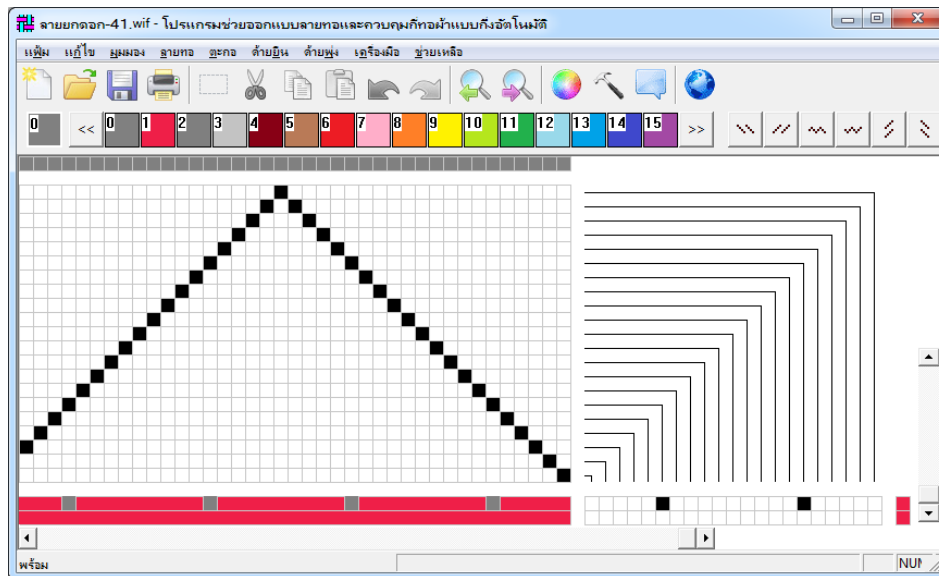 ลายยกดอก-41.wif - โปรแกรมช่วยออกแบบลายทอและควบคุมกี่ทอผ้าแบบกึ่งอัตโนมัติ
แฟ้ม แก้ไข มุมมอง ลายทอ ตะกอ ด้ายยืน ด้ายพุ่ง เครื่องมือ ช่วยเหลือ
0 << 0 1 2 3 4 5 6 7 8 9 10 11 12 13 14 15 >>
พร้อม NUM